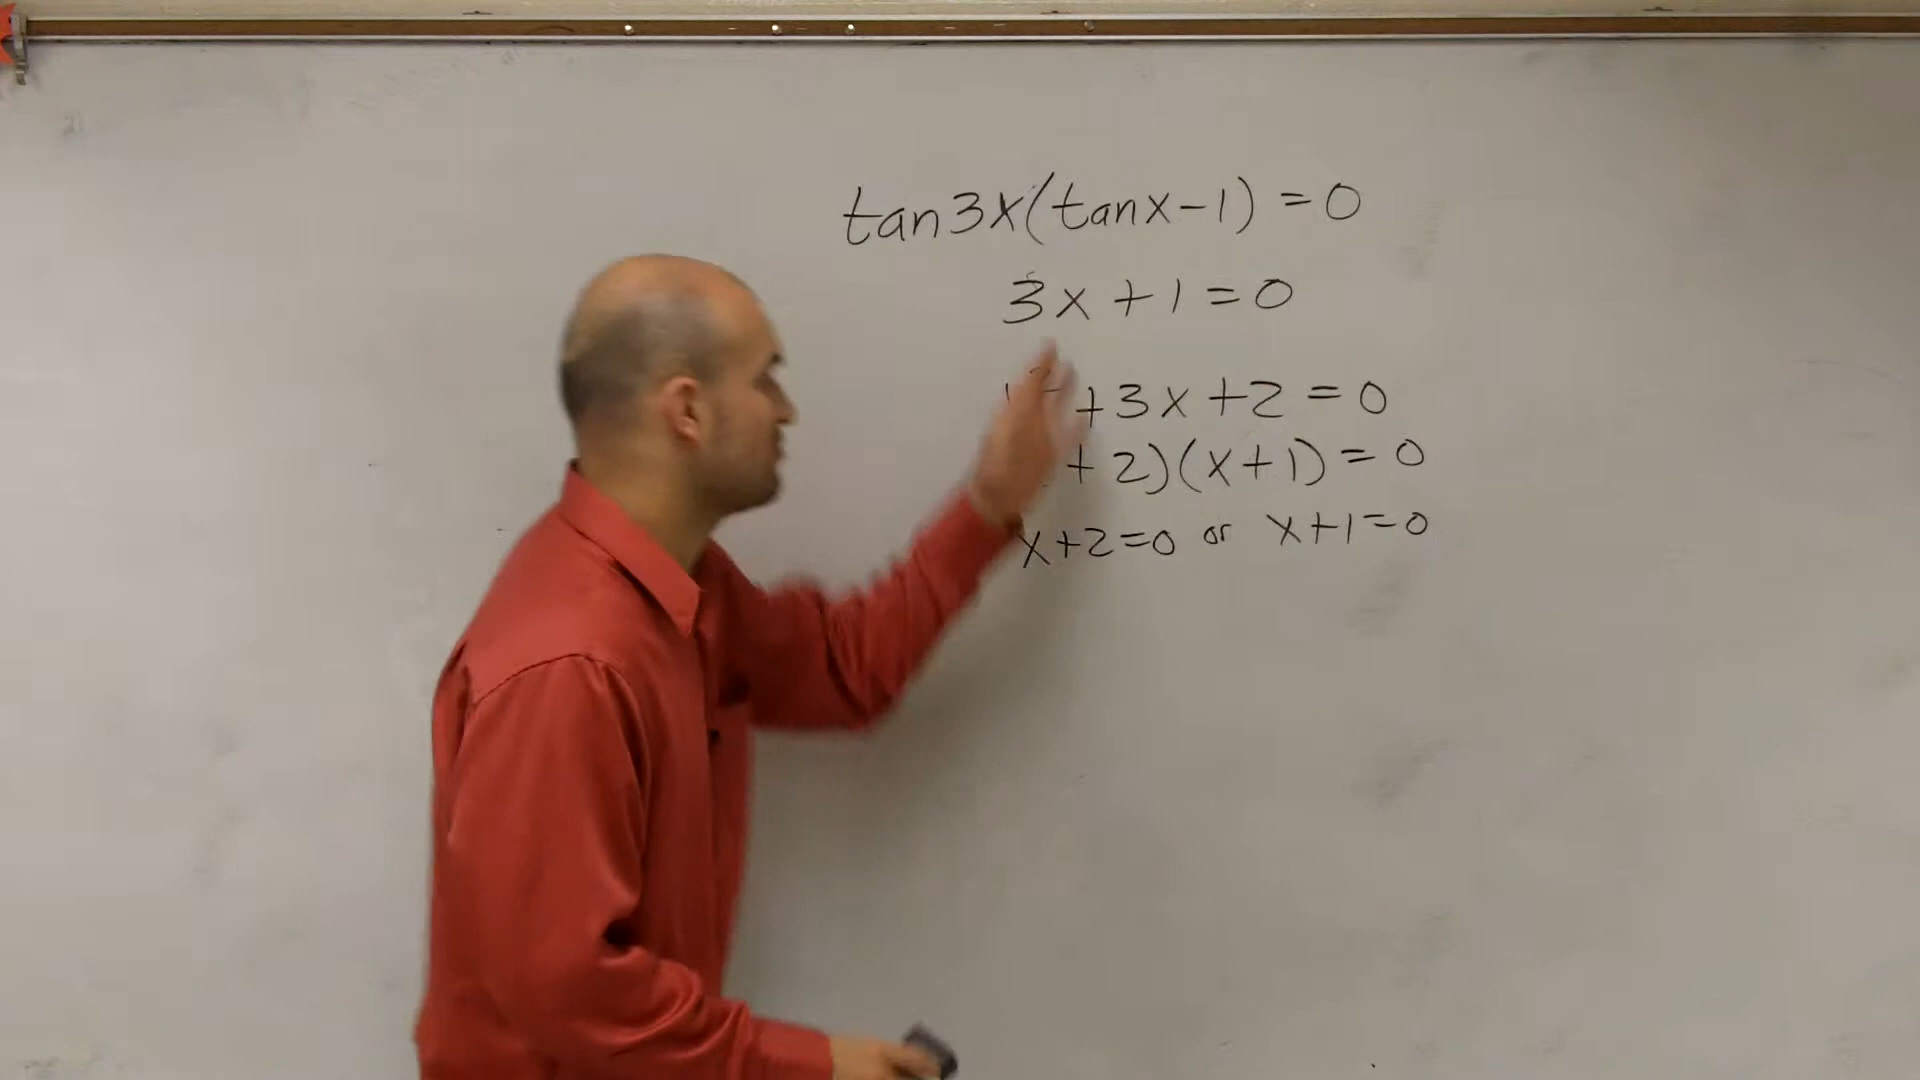 tan3x(tanx-1) = 0
3x+1=0
+3x+2=0
+2)(x+1)=0
x+2=0 or x+1=0